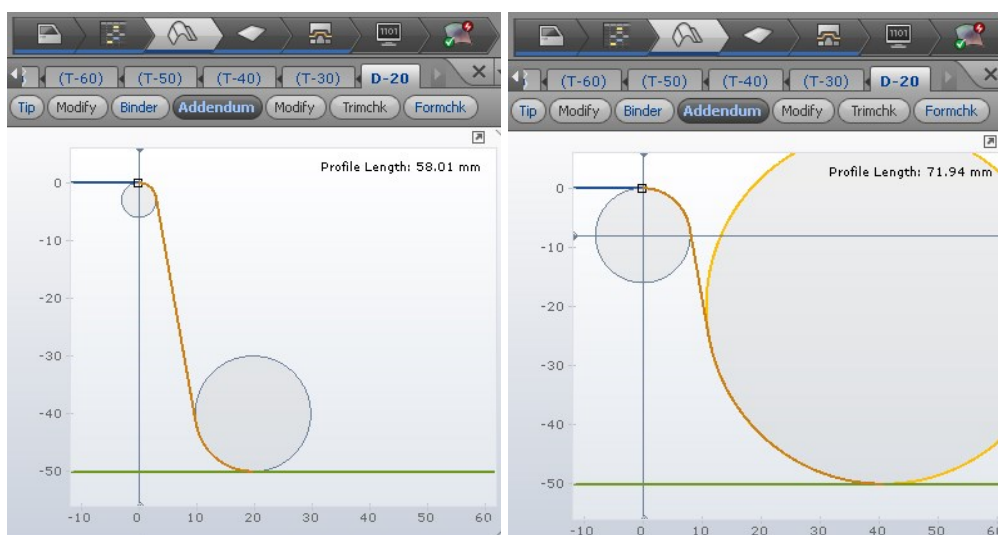 1101
(T-60) (T-50) (T-40) (T-30) D-20
Tip Modify Binder Addendum Modify Trimchk Formchk
Profile Length: 58.01 mm
0
-10
-20
-30
-40
-50
-10 0 10 20 30 40 50 60
1101
(T-60) (T-50) (T-40) (T-30) D-20
Tip Modify Binder Addendum Modify Trimchk Formchk
Profile Length: 71.94 mm
0
-10
-20
-30
-40
-50
-10 0 10 20 30 40 50 60